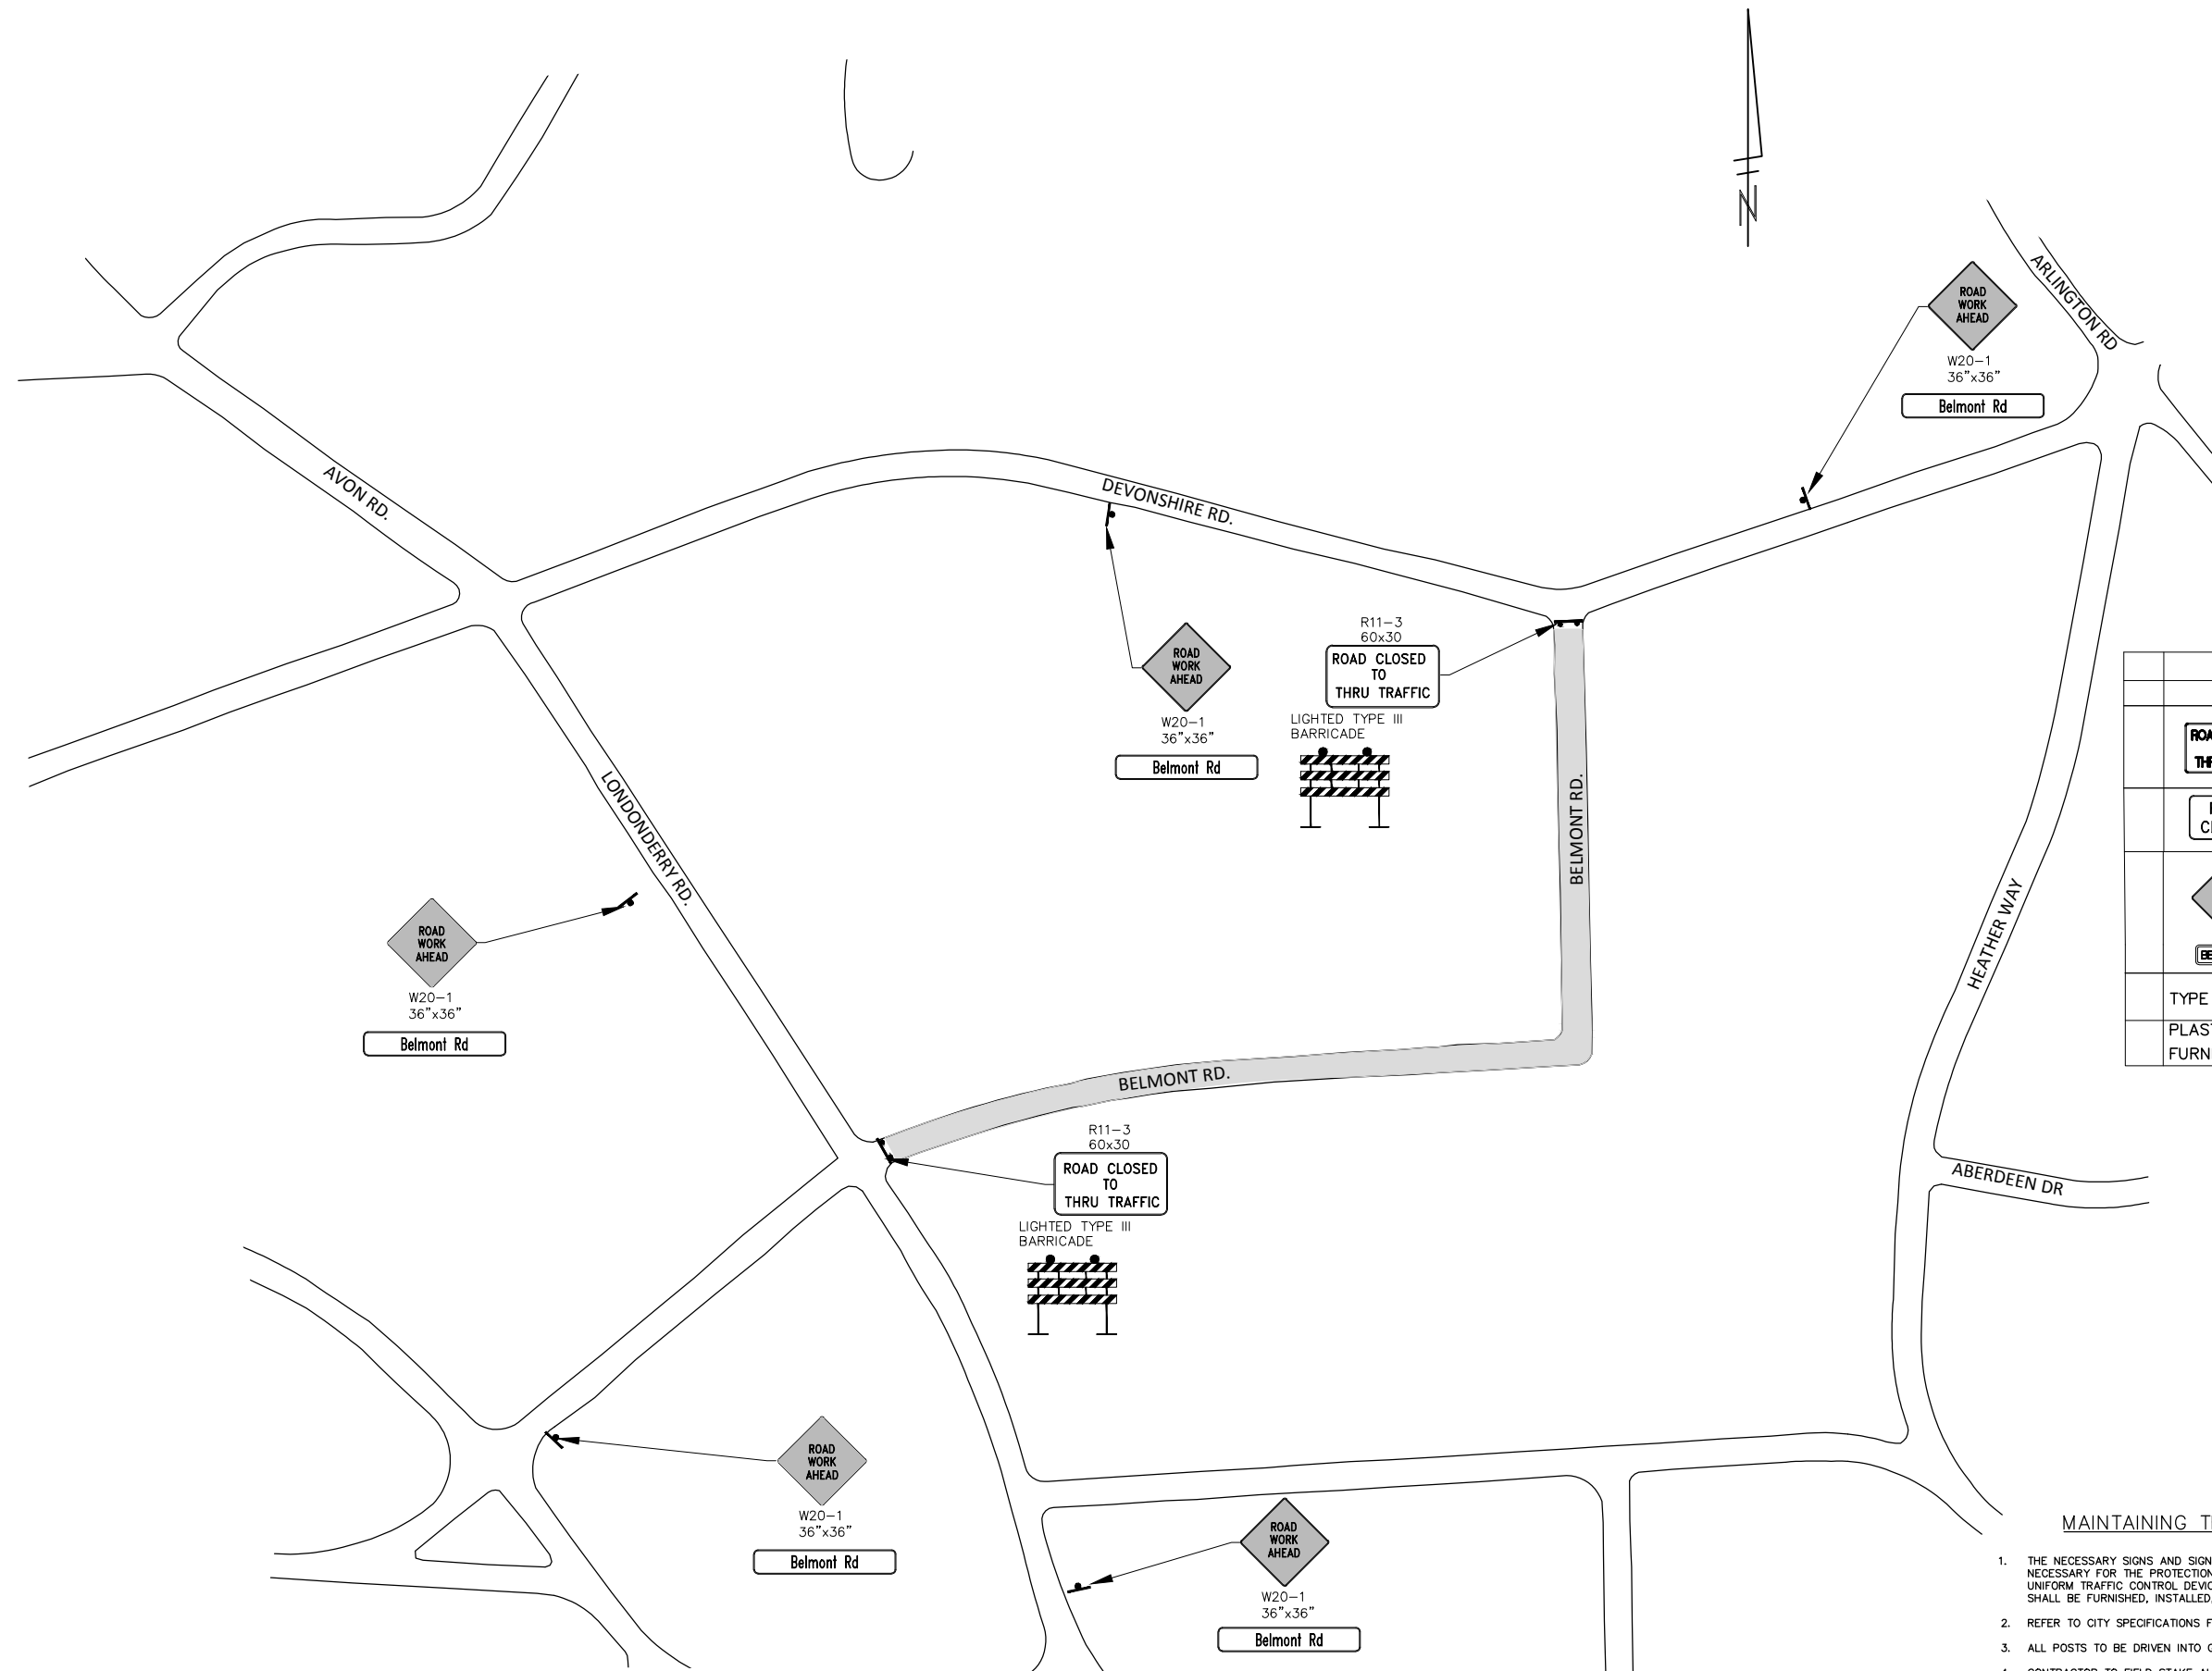 N
ARLINGTON RD
ROAD
WORK
AHEAD
W20-1
36"x36"
Belmont Rd
AVON RD.
DEVONSHIRE RD.
ROAD
WORK
AHEAD
W20-1
36"x36"
Belmont Rd
R11-3
60x30
ROAD CLOSED
TO
THRU TRAFFIC
LIGHTED TYPE III
BARRICADE
BELMONT RD.
LONDONDERRY RD.
ROAD
WORK
AHEAD
W20-1
36"x36"
Belmont Rd
HEATHER WAY
TYPE
BELMONT RD.
R11-3
60x30
ROAD CLOSED
TO
THRU TRAFFIC
LIGHTED TYPE III
BARRICADE
ABERDEEN DR
ROAD
WORK
AHEAD
W20-1
36"x36"
Belmont Rd
ROAD
WORK
AHEAD
W20-1
36"x36"
Belmont Rd
MAINTAINING
1. THE NECESSARY SIGNS AND
NECESSARY FOR THE PROTECTION
UNIFORM TRAFFIC CONTROL
SHALL BE FURNISHED, INSTALLED,
2. REFER TO CITY SPECIFICATIONS
3. ALL POSTS TO BE DRIVEN INTO